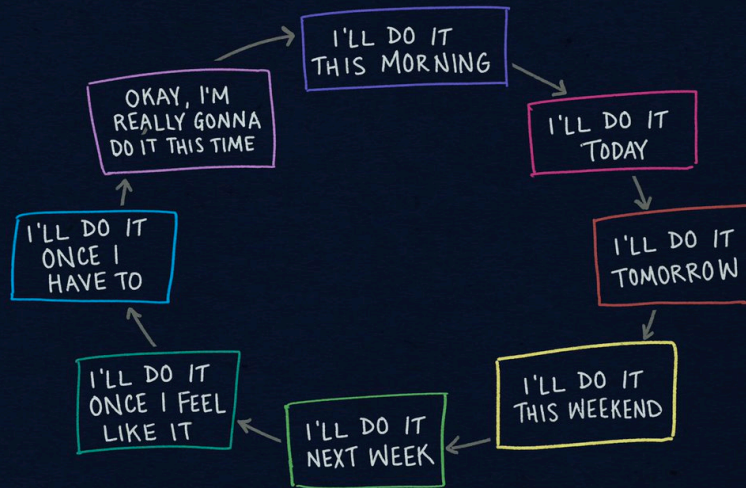 I'LL DO IT
THIS MORNING
I'LL DO IT
TODAY
I'LL DO IT
TOMORROW
I'LL DO IT
THIS WEEKEND
I'LL DO IT
NEXT WEEK
I'LL DO IT
ONCE I FEEL
LIKE IT
I'LL DO IT
ONCE I
HAVE TO
OKAY, I'M
REALLY GONNA
DO IT THIS TIME